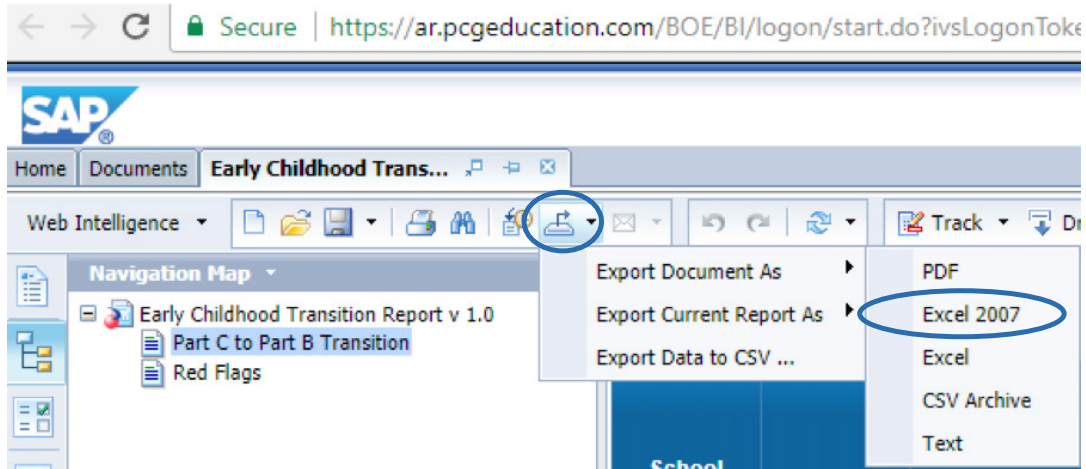 Secure | https://ar.pcgeducation.com/BOE/BI/logon/start.do?ivsLogonToke
SAP®
Home Documents Early Childhood Trans...
Web Intelligence Track Dr
Navigation Map
Early Childhood Transition Report v 1.0
Part C to Part B Transition
Red Flags
Export Document As
Export Current Report As
Export Data to CSV ...
PDF
Excel 2007
Excel
CSV Archive
Text
School